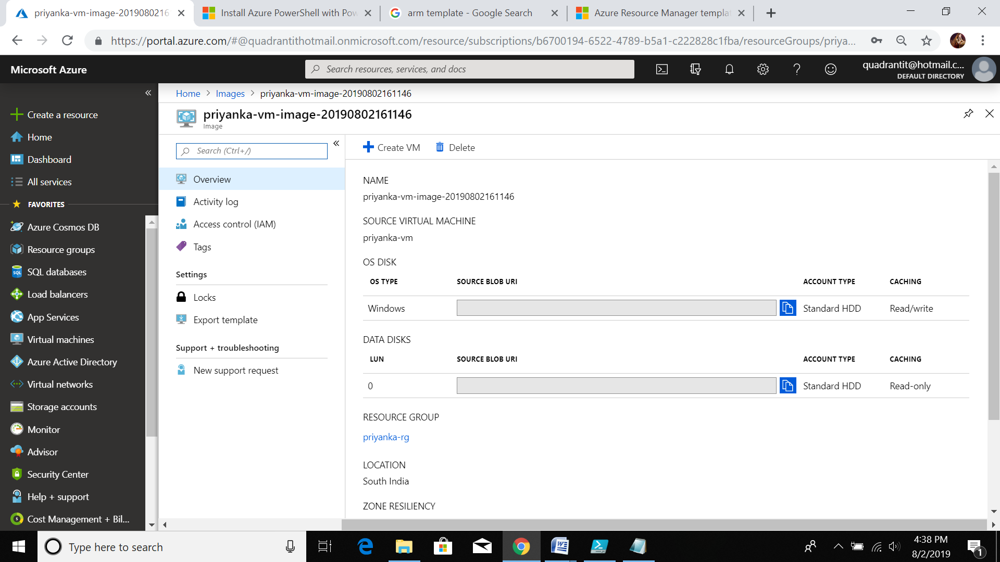 priyanka-vm-image-2019080216
Install Azure PowerShell with Pow
arm template - Google Search
Azure Resource Manager templat
https://portal.azure.com/#@quadrantithotmail.onmicrosoft.com/resource/subscriptions/b6700194-6522-4789-b5a1-c222828c1fba/resourceGroups/priya...
Microsoft Azure
Search resources, services, and docs
quadrantit@hotmail.c...
DEFAULT DIRECTORY
Home > Images > priyanka-vm-image-20190802161146
priyanka-vm-image-20190802161146
Image
Create a resource
Home
Dashboard
All services
FAVORITES
Azure Cosmos DB
Resource groups
SQL databases
Load balancers
App Services
Virtual machines
Azure Active Directory
Virtual networks
Storage accounts
Monitor
Advisor
Security Center
Help + support
Cost Management + Bil...
Search (Ctrl+/)
Overview
Activity log
Access control (IAM)
Tags
Settings
Locks
Export template
Support + troubleshooting
New support request
Create VM
Delete
NAME
priyanka-vm-image-20190802161146
SOURCE VIRTUAL MACHINE
priyanka-vm
OS DISK
OS TYPE SOURCE BLOB URI ACCOUNT TYPE CACHING
Windows Standard HDD Read/write
DATA DISKS
LUN SOURCE BLOB URI ACCOUNT TYPE CACHING
0 Standard HDD Read-only
RESOURCE GROUP
priyanka-rg
LOCATION
South India
ZONE RESILIENCY
Type here to search
4:38 PM
8/2/2019
1